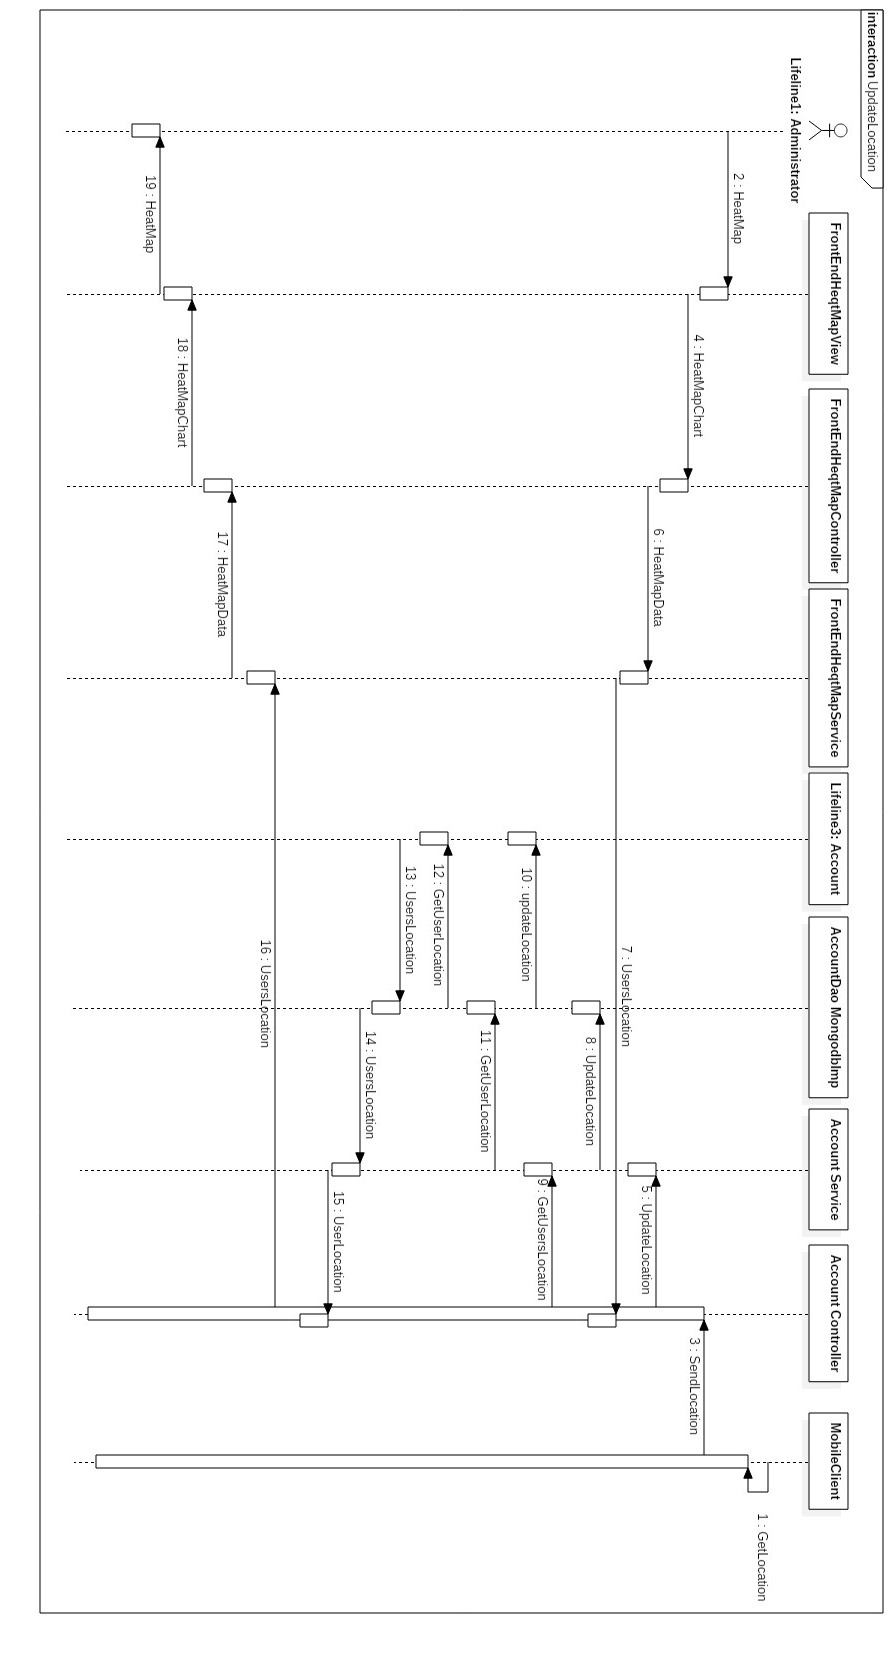 interaction UpdateLocation
Lifeline1: Administrator
FrontEndHeqtMapView
FrontEndHeqtMapController
FrontEndHeqtMapService
Lifeline3: Account
AccountDao MongodbImp
Account Service
Account Controller
MobileClient
1 : GetLocation
2 : HeatMap
3 : SendLocation
4 : HeatMapChart
5 : UpdateLocation
6 : HeatMapData
7 : UsersLocation
8 : UpdateLocation
9 : GetUsersLocation
10 : updateLocation
11 : GetUserLocation
12 : GetUserLocation
13 : UsersLocation
14 : UsersLocation
15 : UserLocation
16 : UsersLocation
17 : HeatMapData
18 : HeatMapChart
19 : HeatMap